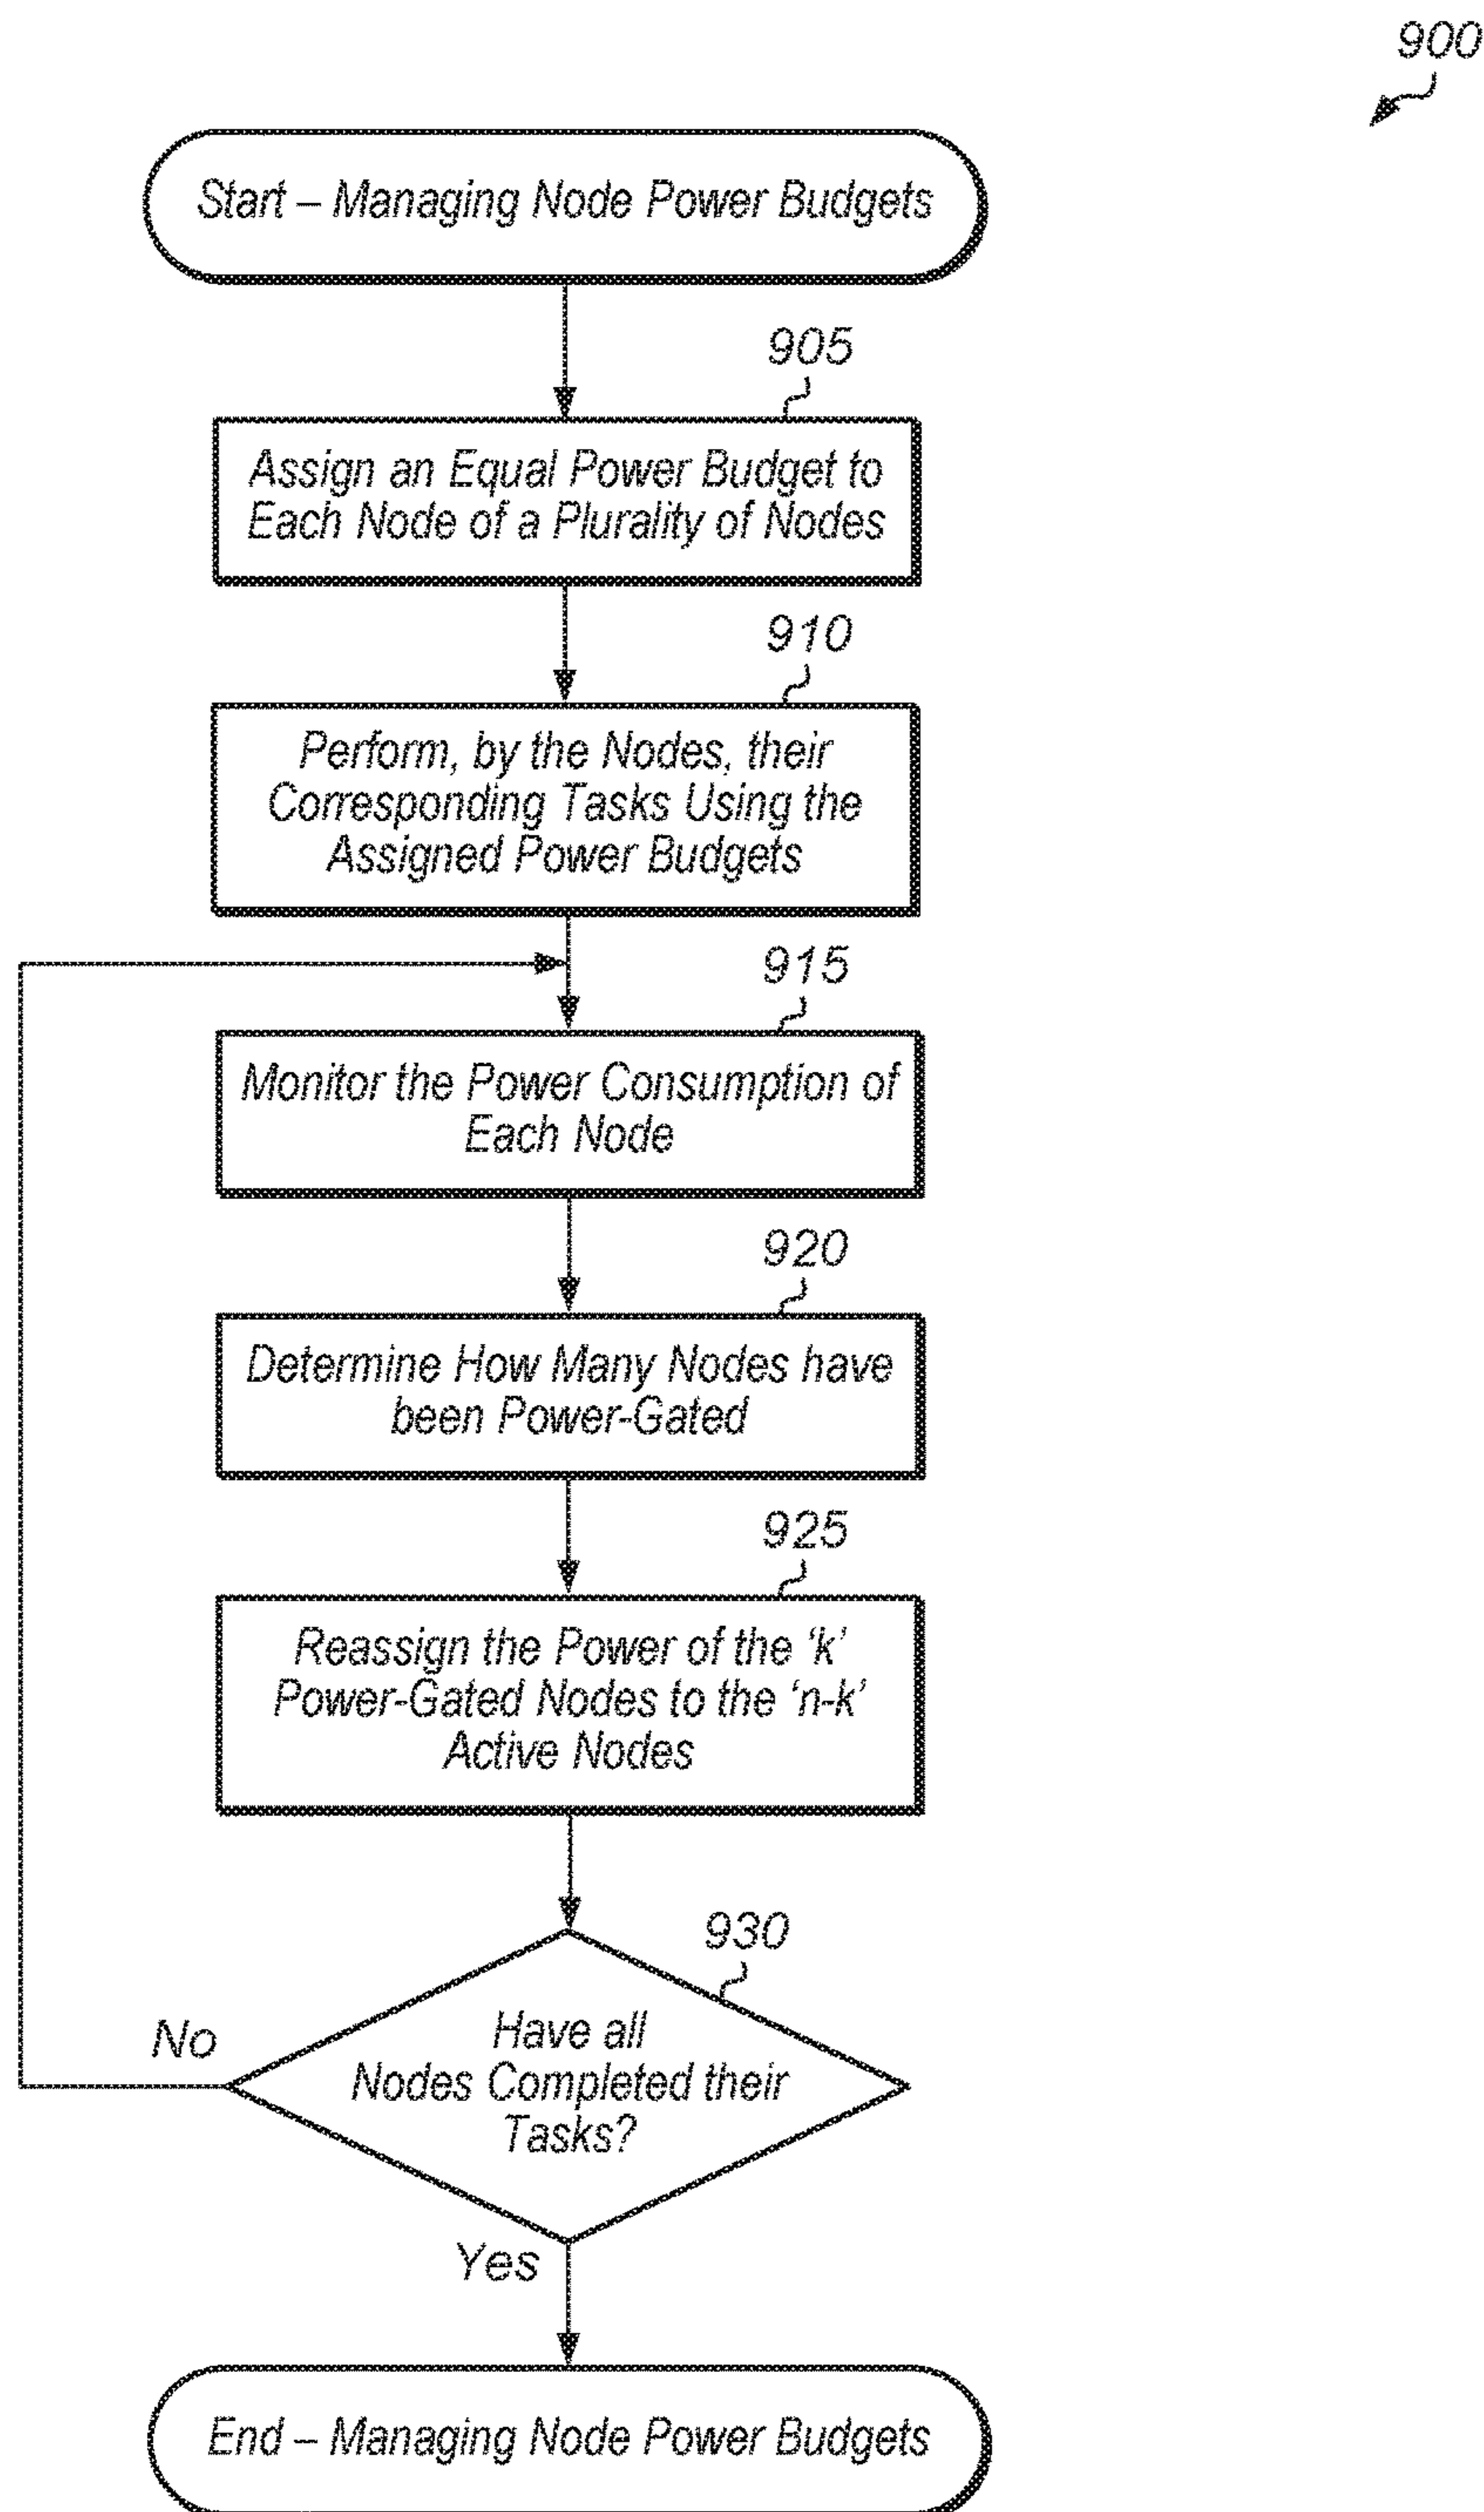 900
Start – Managing Node Power Budgets
905
Assign an Equal Power Budget to
Each Node of a Plurality of Nodes
910
Perform, by the Nodes, their
Corresponding Tasks Using the
Assigned Power Budgets
915
Monitor the Power Consumption of
Each Node
920
Determine How Many Nodes have
been Power-Gated
925
Reassign the Power of the ‘k’
Power-Gated Nodes to the ‘n-k’
Active Nodes
930
Have all
Nodes Completed their
Tasks?
No
Yes
End – Managing Node Power Budgets